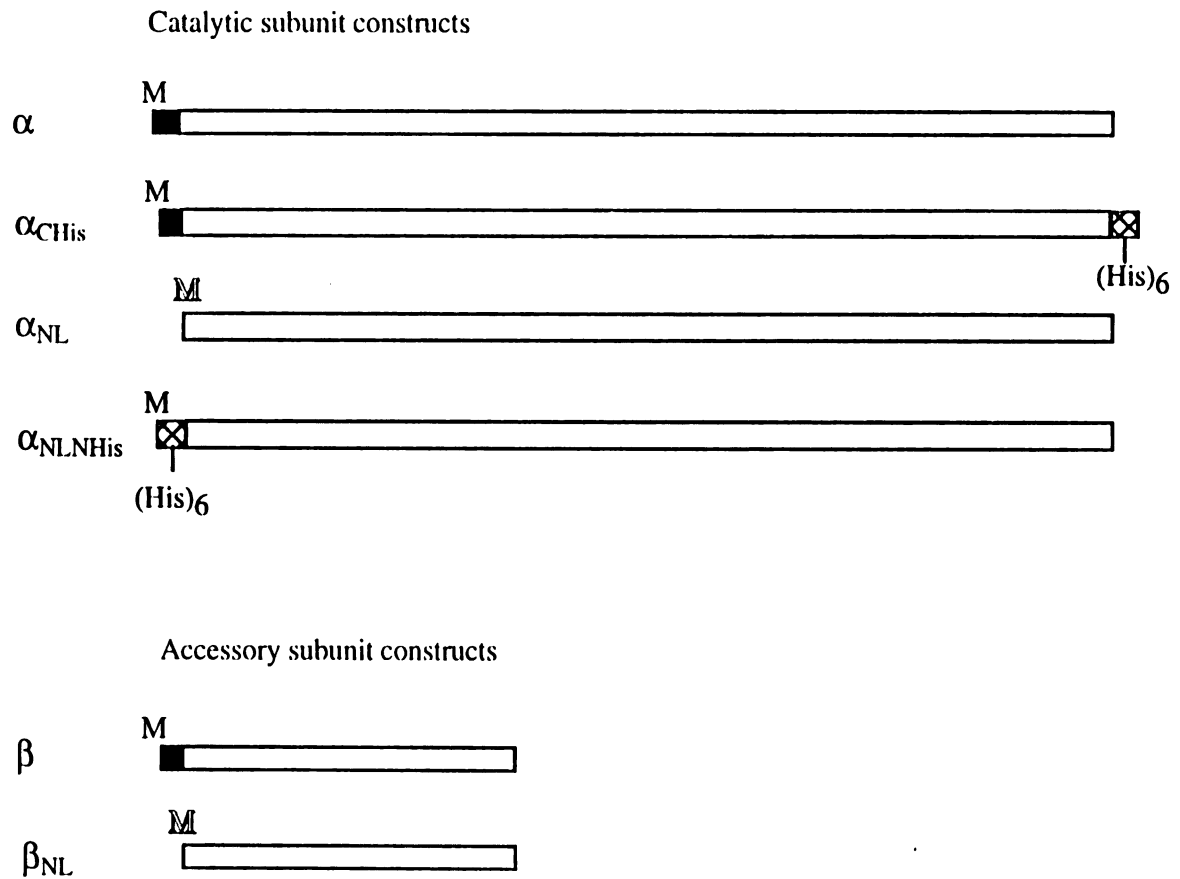 Catalytic subunit constructs
M
α
M
αCHis
(His)6
M
αNL
M
αNLNHis
(His)6
Accessory subunit constructs
M
β
M
βNL